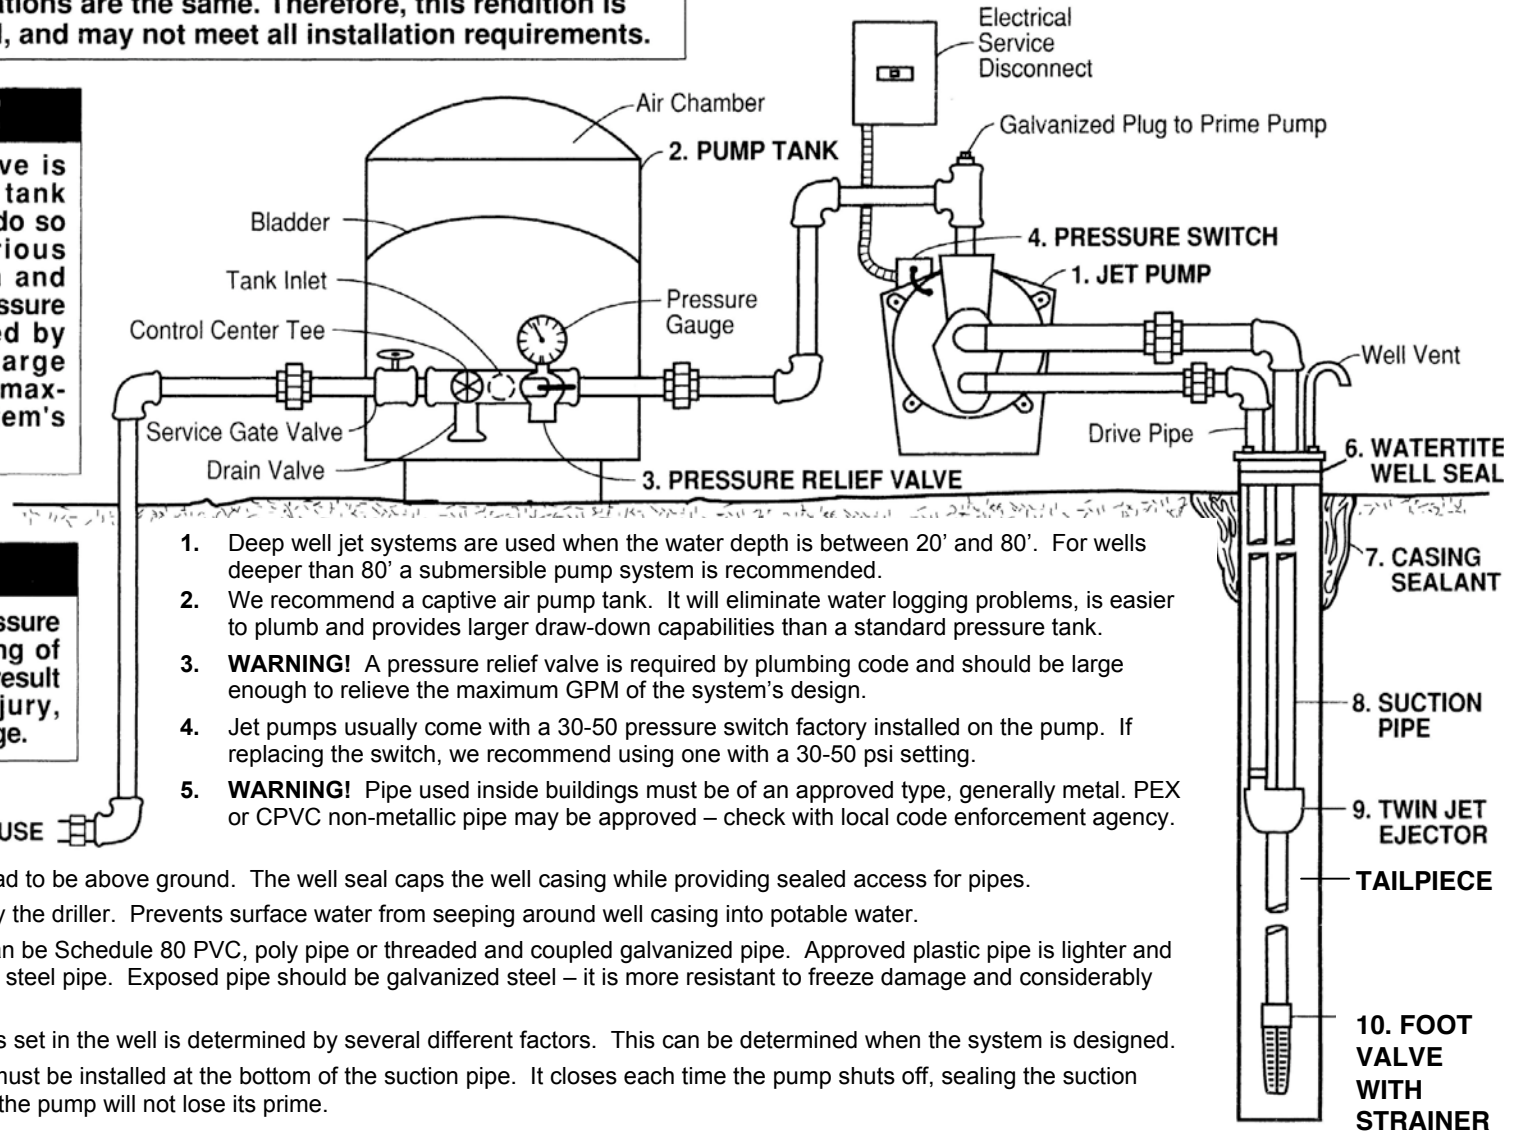 ations are the same. Therefore, this rendition is
, and may not meet all installation requirements.
Electrical
Service
Disconnect
Air Chamber
Galvanized Plug to Prime Pump
2. PUMP TANK
ve is
tank
do so
rious
and
ssure
ed by
arge
max-
em's
Bladder
4. PRESSURE SWITCH
Tank Inlet
1. JET PUMP
Pressure
Gauge
Control Center Tee
Well Vent
Service Gate Valve
Drive Pipe
Drain Valve
3. PRESSURE RELIEF VALVE
6. WATERTITE
WELL SEAL
1. Deep well jet systems are used when the water depth is between 20’ and 80’. For wells
deeper than 80’ a submersible pump system is recommended.
2. We recommend a captive air pump tank. It will eliminate water logging problems, is easier
to plumb and provides larger draw-down capabilities than a standard pressure tank.
3. WARNING! A pressure relief valve is required by plumbing code and should be large
enough to relieve the maximum GPM of the system’s design.
4. Jet pumps usually come with a 30-50 pressure switch factory installed on the pump. If
replacing the switch, we recommend using one with a 30-50 psi setting.
5. WARNING! Pipe used inside buildings must be of an approved type, generally metal. PEX
or CPVC non-metallic pipe may be approved – check with local code enforcement agency.
7. CASING
SEALANT
ssure
ng of
result
jury,
ge.
8. SUCTION
PIPE
USE
9. TWIN JET
EJECTOR
TAILPIECE
ad to be above ground. The well seal caps the well casing while providing sealed access for pipes.
y the driller. Prevents surface water from seeping around well casing into potable water.
an be Schedule 80 PVC, poly pipe or threaded and coupled galvanized pipe. Approved plastic pipe is lighter and
steel pipe. Exposed pipe should be galvanized steel – it is more resistant to freeze damage and considerably
s set in the well is determined by several different factors. This can be determined when the system is designed.
must be installed at the bottom of the suction pipe. It closes each time the pump shuts off, sealing the suction
the pump will not lose its prime.
10. FOOT
VALVE
WITH
STRAINER